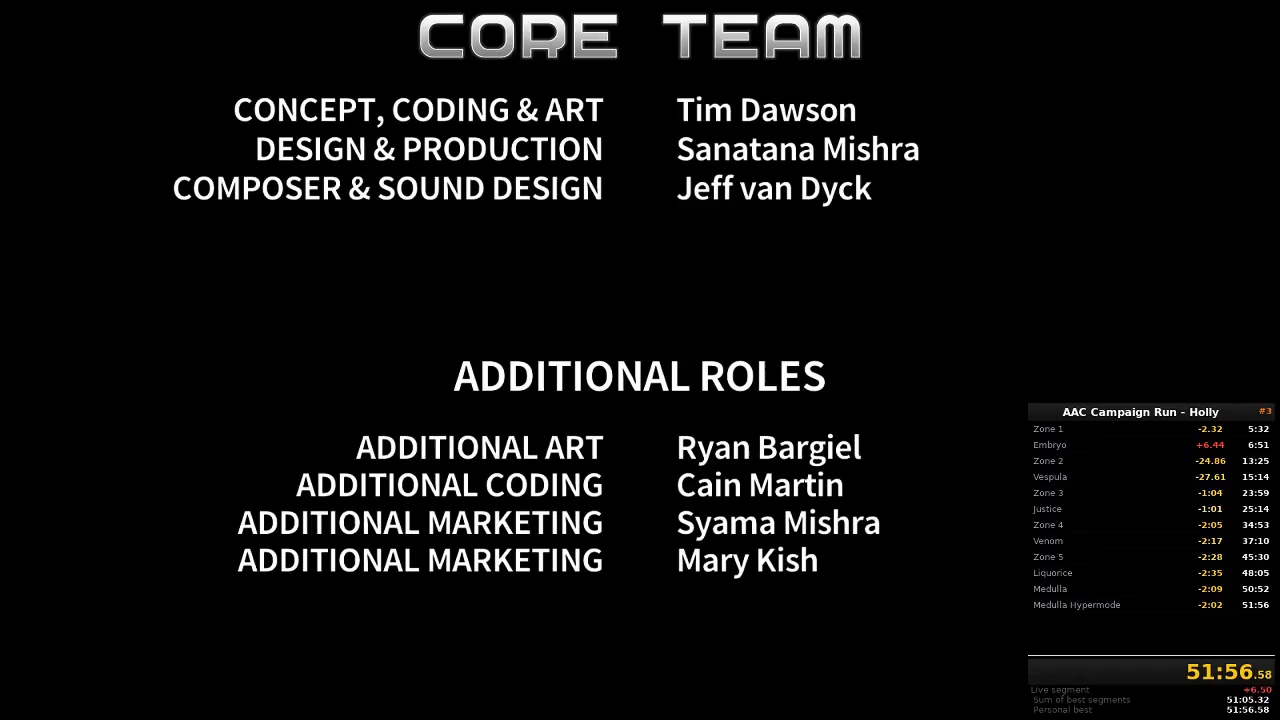 CORE TEAM
CONCEPT, CODING & ART Tim Dawson
DESIGN & PRODUCTION Sanatana Mishra
COMPOSER & SOUND DESIGN Jeff van Dyck
ADDITIONAL ROLES
ADDITIONAL ART Ryan Bargiel
ADDITIONAL CODING Cain Martin
ADDITIONAL MARKETING Syama Mishra
ADDITIONAL MARKETING Mary Kish
AAC Campaign Run - Holly #3
Zone 1 -2.32 5:32
Embryo +6.44 6:51
Zone 2 -24.86 13:25
Vespula -27.61 15:14
Zone 3 -1:04 23:59
Justice -1:01 25:14
Zone 4 -2:05 34:53
Venom -2:17 37:10
Zone 5 -2:28 45:30
Liquorice -2:35 48:05
Medulla -2:09 50:52
Medulla Hypermode -2:02 51:56
51:56.58
Live segment +6.50
Sum of best segments 51:05.32
Personal best 51:56.58